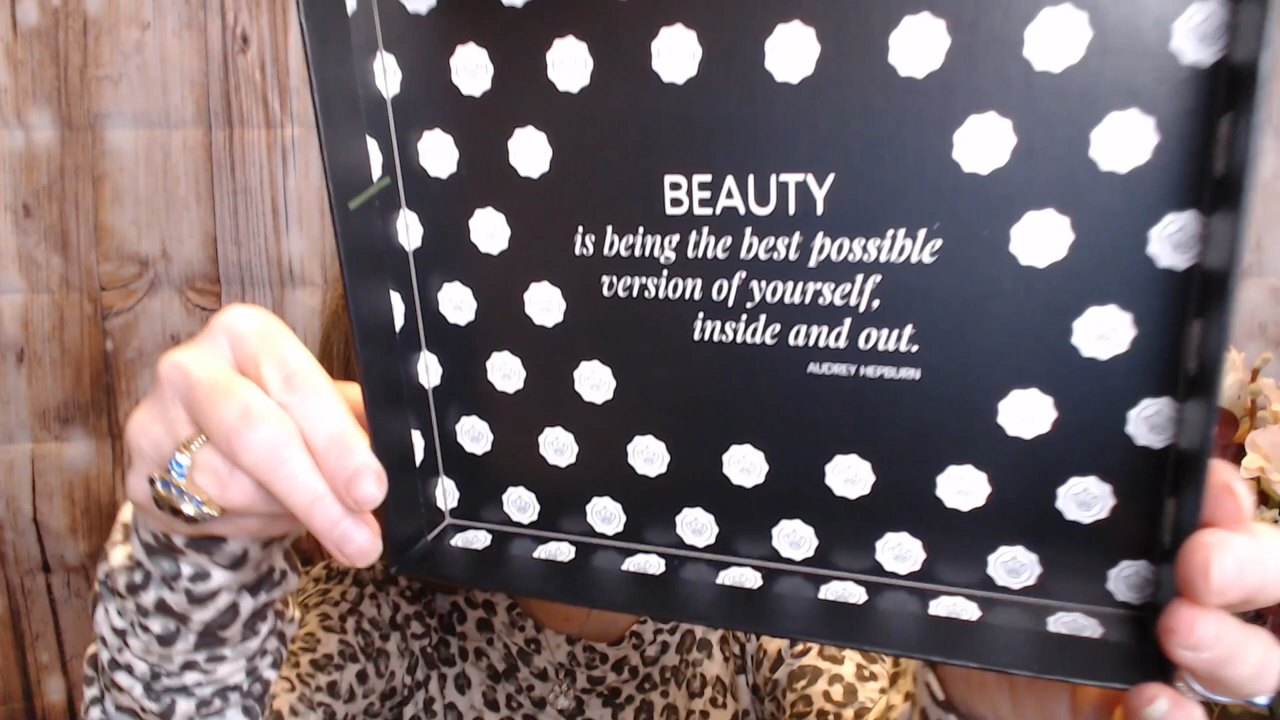 BEAUTY
is being the best possible
version of yourself,
inside and out.
AUDREY HEPBURN